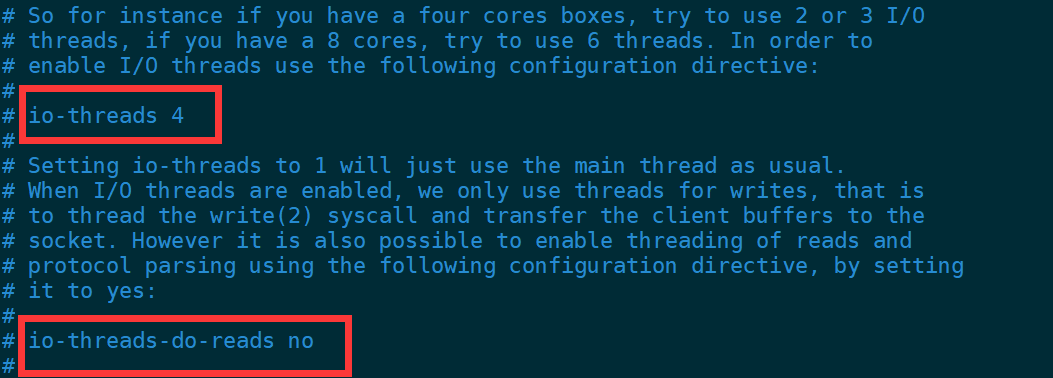 # So for instance if you have a four cores boxes, try to use 2 or 3 I/O
# threads, if you have a 8 cores, try to use 6 threads. In order to
# enable I/O threads use the following configuration directive:
#
# io-threads 4
#
# Setting io-threads to 1 will just use the main thread as usual.
# When I/O threads are enabled, we only use threads for writes, that is
# to thread the write(2) syscall and transfer the client buffers to the
# socket. However it is also possible to enable threading of reads and
# protocol parsing using the following configuration directive, by setting
# it to yes:
#
# io-threads-do-reads no
#